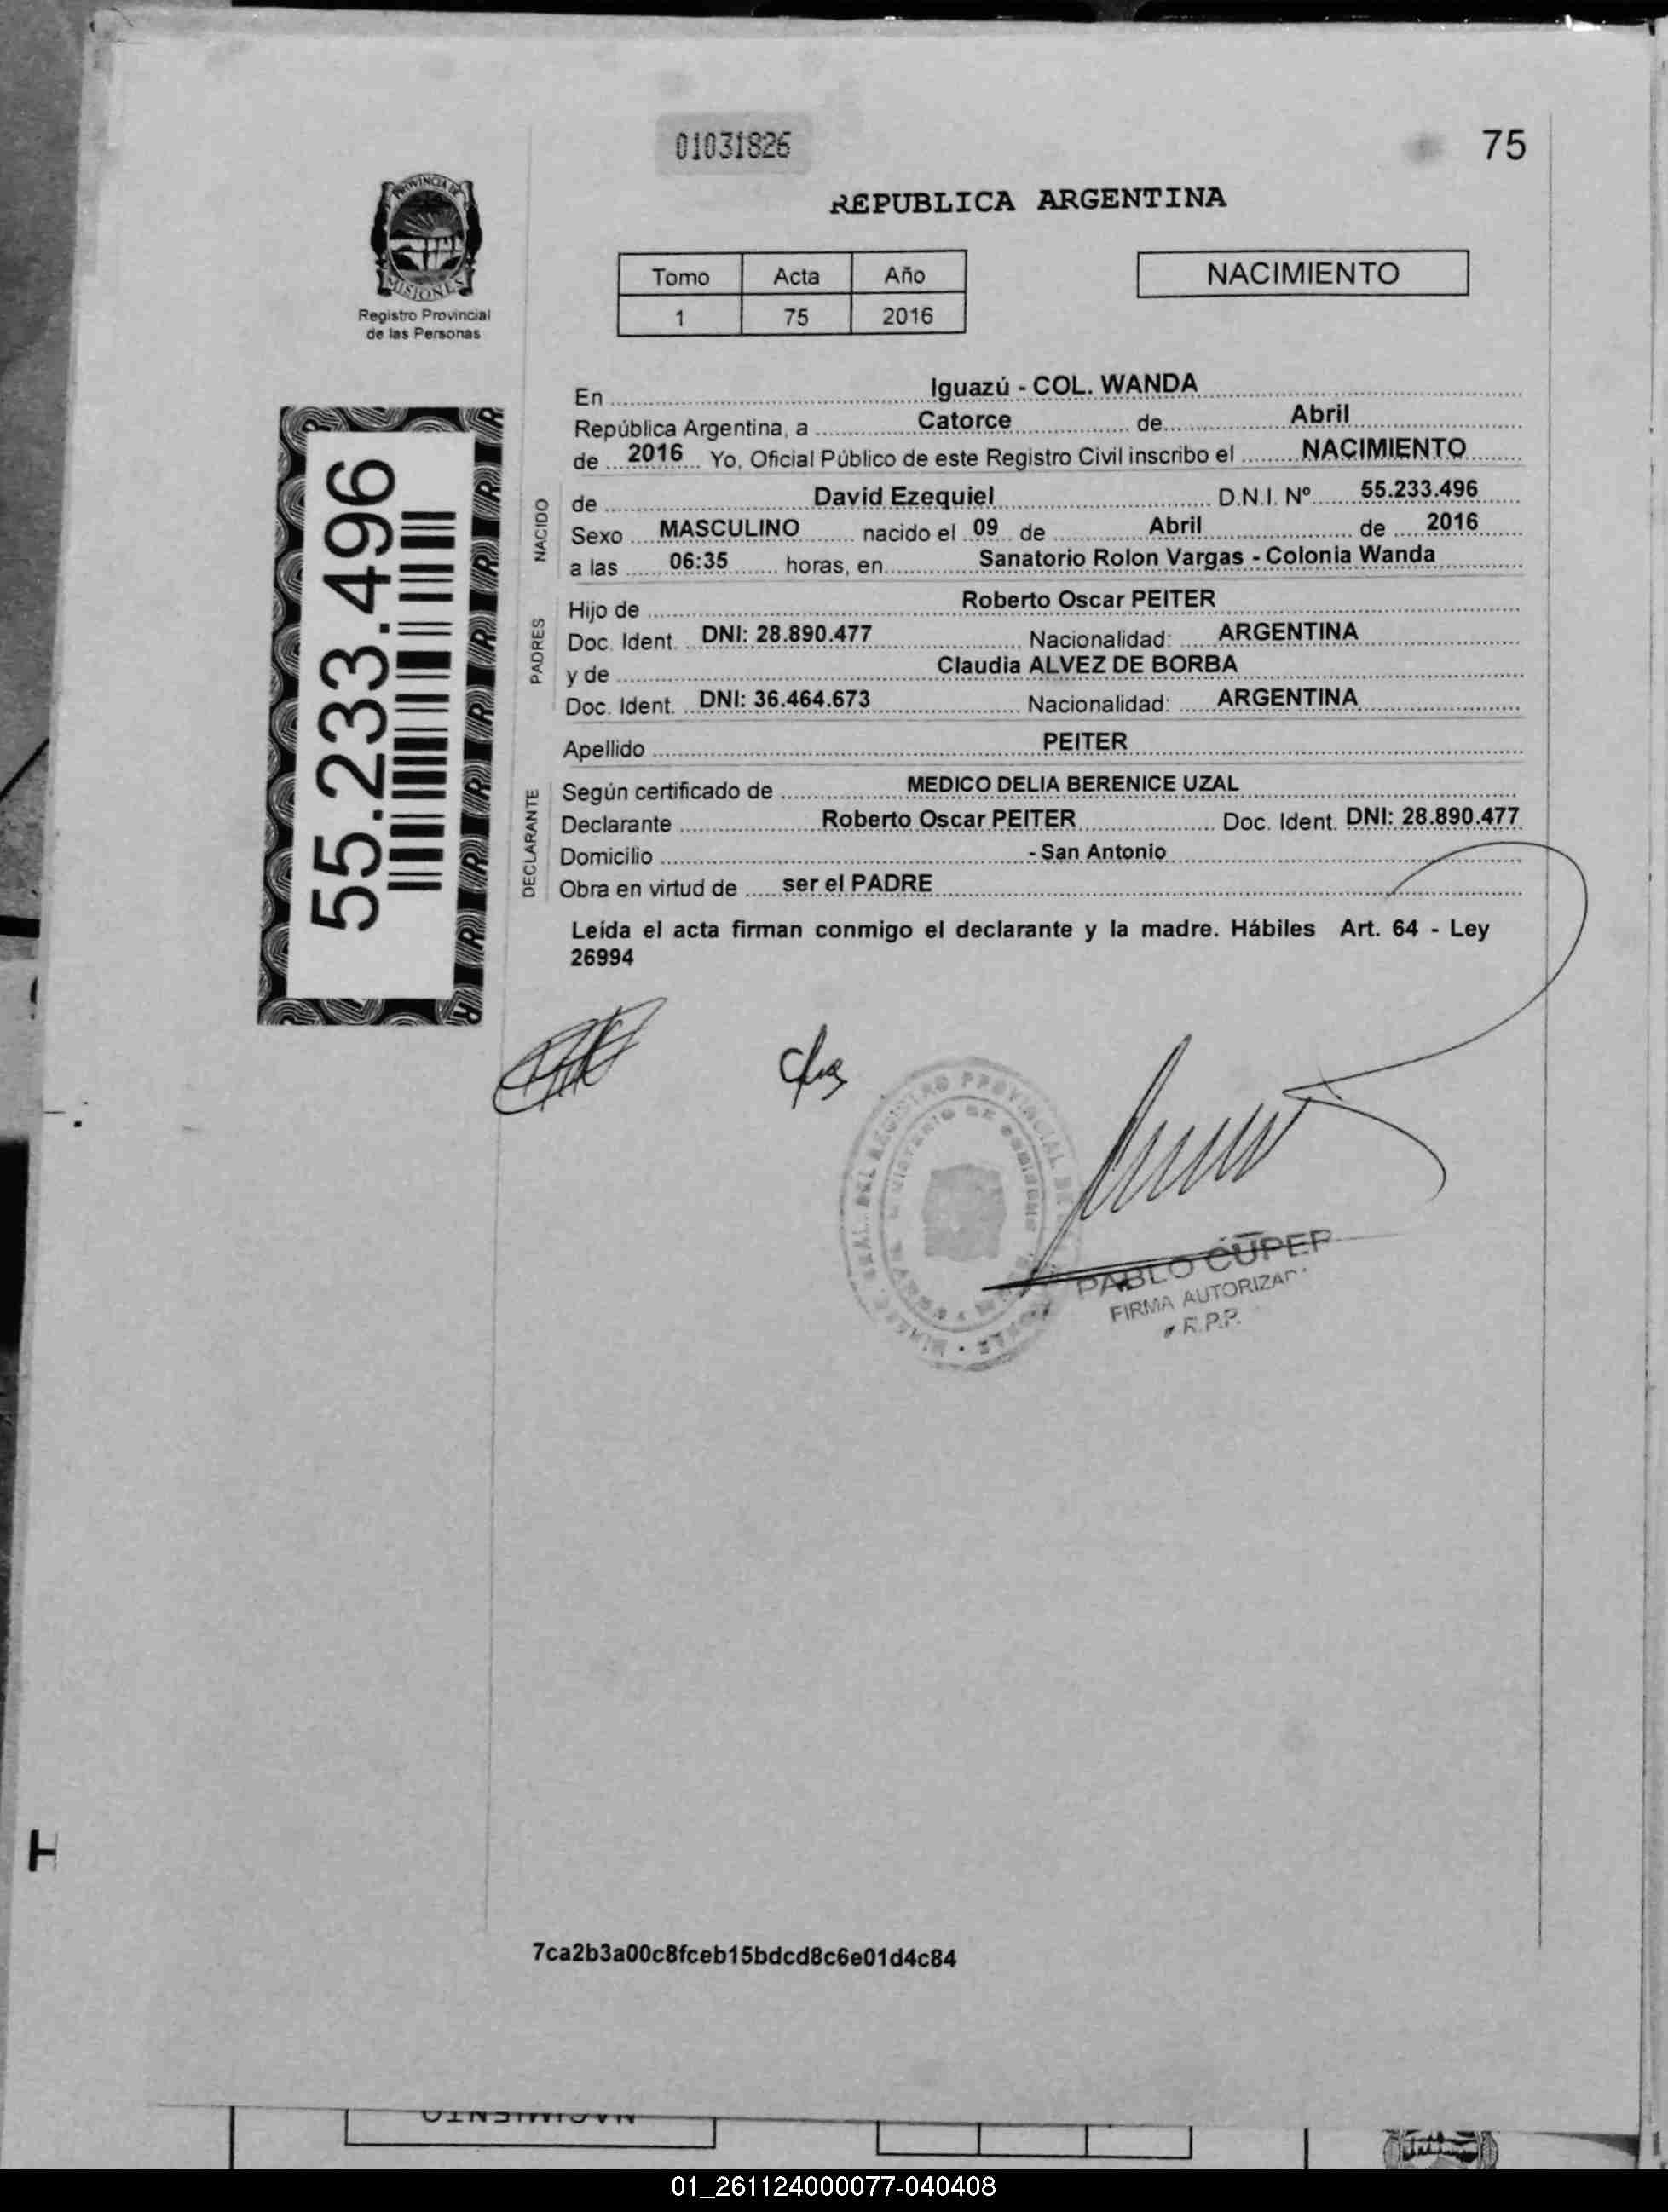 01031826
75
REPUBLICA ARGENTINA
PROVINCIA DE
MISIONES
Registro Provincial
de las Personas
Tomo Acta Año
1 75 2016
NACIMIENTO
55.233.496
NACIDO
PADRES
DECLARANTE
En Iguazú - COL. WANDA
República Argentina, a Catorce de Abril
de 2016 Yo, Oficial Público de este Registro Civil inscribo el NACIMIENTO
de David Ezequiel D.N.I. Nº 55.233.496
Sexo MASCULINO nacido el 09 de Abril de 2016
a las 06:35 horas, en Sanatorio Rolon Vargas - Colonia Wanda
Hijo de Roberto Oscar PEITER
Doc. Ident. DNI: 28.890.477 Nacionalidad: ARGENTINA
y de Claudia ALVEZ DE BORBA
Doc. Ident. DNI: 36.464.673 Nacionalidad: ARGENTINA
Apellido PEITER
Según certificado de MEDICO DELIA BERENICE UZAL
Declarante Roberto Oscar PEITER Doc. Ident. DNI: 28.890.477
Domicilio - San Antonio
Obra en virtud de ser el PADRE
Leída el acta firman conmigo el declarante y la madre. Hábiles Art. 64 - Ley
26994
PABLO CUPER
FIRMA AUTORIZAD
R.P.P.
H
7ca2b3a00c8fceb15bdcd8c6e01d4c84
NACIMIENTO
01_261124000077-040408